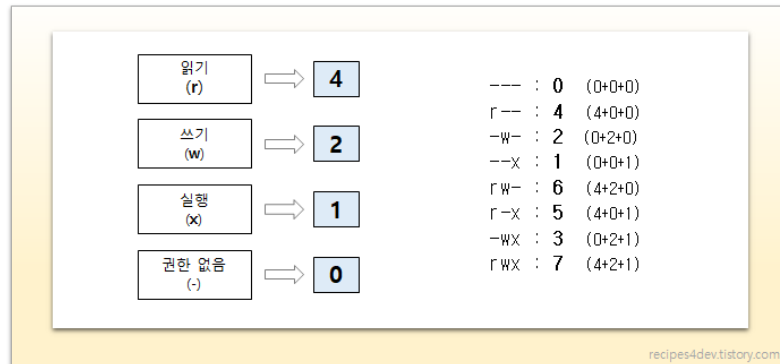 읽기
(r)
4
쓰기
(w)
2
실행
(x)
1
권한 없음
(-)
0
--- : 0 (0+0+0)
r-- : 4 (4+0+0)
-w- : 2 (0+2+0)
--x : 1 (0+0+1)
rw- : 6 (4+2+0)
r-x : 5 (4+0+1)
-wx : 3 (0+2+1)
rwx : 7 (4+2+1)
recipes4dev.tistory.com